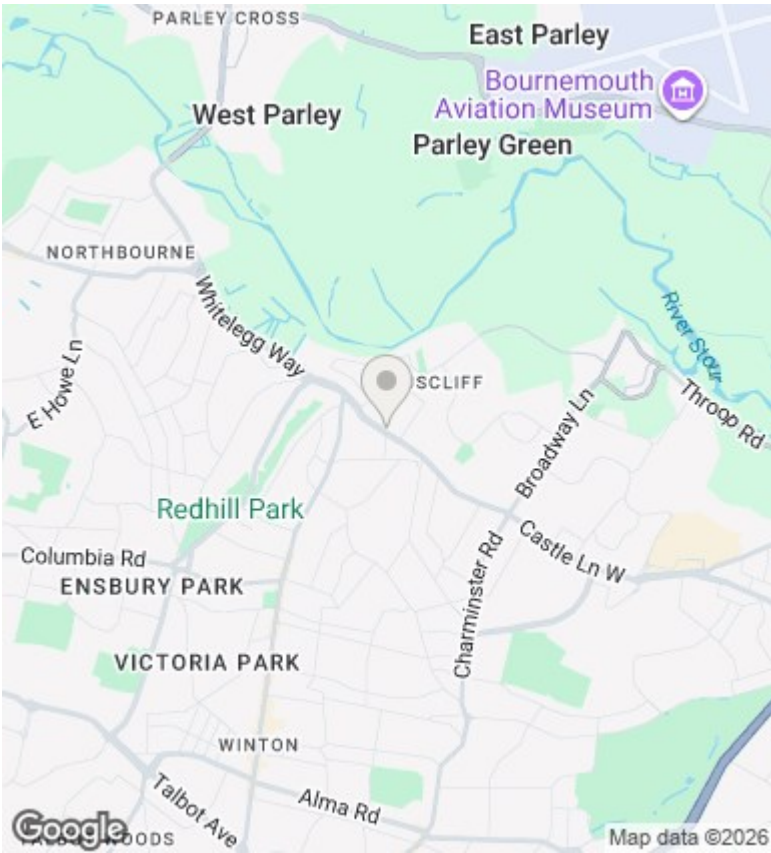 PARLEY CROSS
East Parley
Bournemouth
Aviation Museum
West Parley
Parley Green
NORTHBOURNE
Whitelegg Way
River Stour
E Howe Ln
SCLIFF
Throop Rd
Broadway Ln
Redhill Park
Castle Ln W
Columbia Rd
ENSBURY PARK
Charminster Rd
VICTORIA PARK
WINTON
Talbot Ave
Alma Rd
Google
WOODS
Map data ©2026